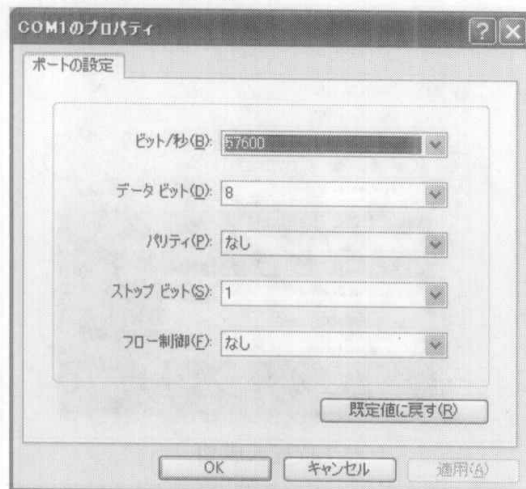 COM1のプロパティ
ポートの設定
ビット/秒(B): 57600
データ ビット(D): 8
パリティ(P): なし
ストップ ビット(S): 1
フロー制御(F): なし
既定値に戻す(R)
OK キャンセル 適用(A)